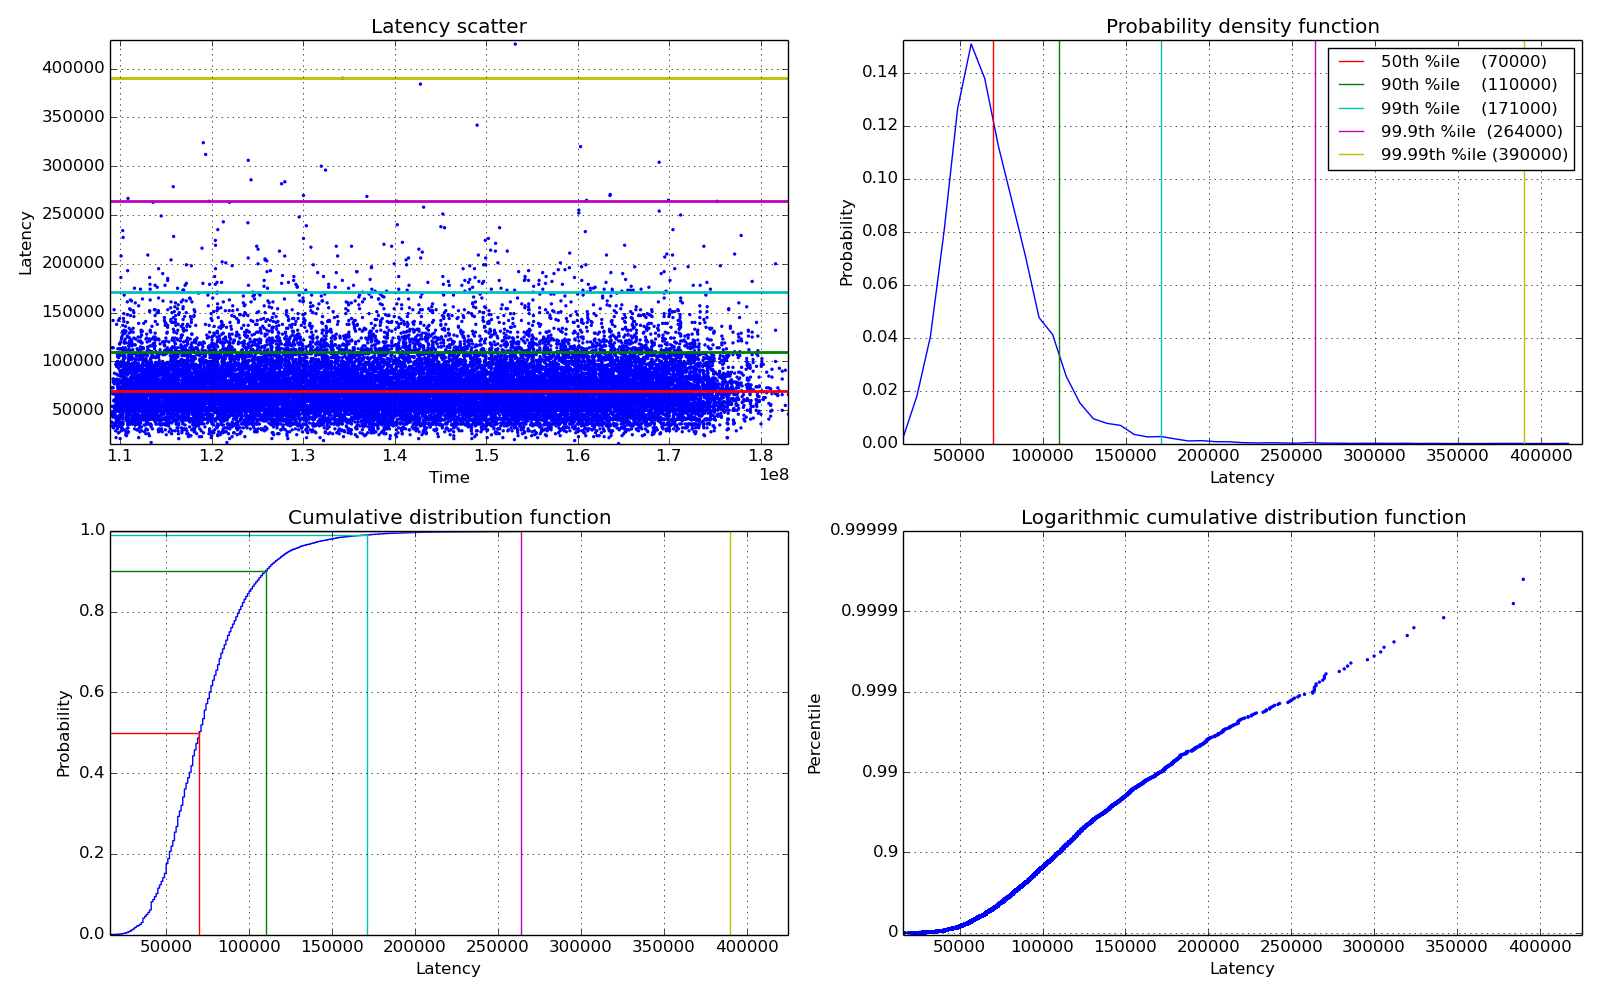 Latency scatter
400000
350000
300000
250000
200000
150000
100000
50000
Latency
1.1 1.2 1.3 1.4 1.5 1.6 1.7 1.8
1e8
Time
Probability density function
0.14
0.12
0.10
0.08
0.06
0.04
0.02
0.00
Probability
50th %ile (70000)
90th %ile (110000)
99th %ile (171000)
99.9th %ile (264000)
99.99th %ile (390000)
50000 100000 150000 200000 250000 300000 350000 400000
Latency
Cumulative distribution function
1.0
0.8
0.6
0.4
0.2
0.0
Probability
50000 100000 150000 200000 250000 300000 350000 400000
Latency
Logarithmic cumulative distribution function
0.99999
0.9999
0.999
0.99
0.9
0
Percentile
50000 100000 150000 200000 250000 300000 350000 400000
Latency